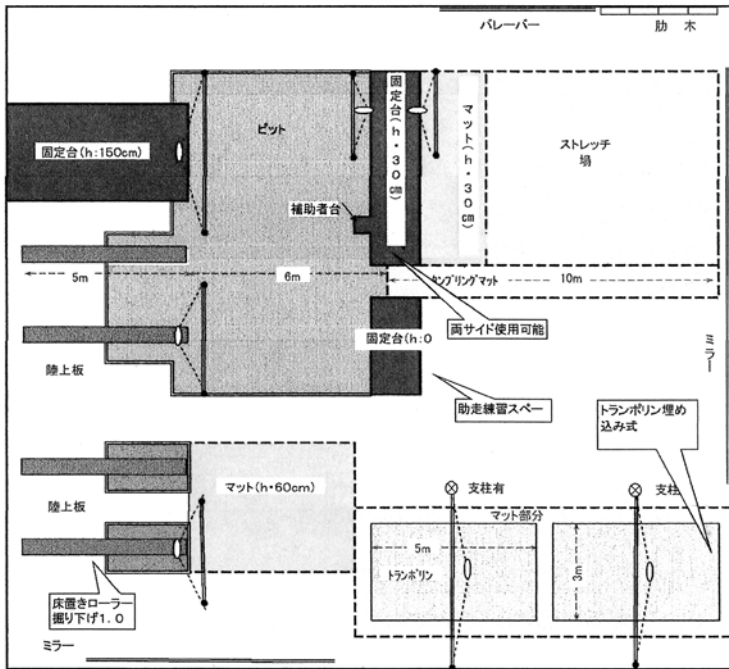 バレーバー
肋 木
固定台(h:150cm)
ピット
固定台(h・30cm)
マット(h・30cm)
ストレッチ
場
補助者台
5m
6m
タンブリングマット
10m
陸上板
固定台(h:0
両サイド使用可能
助走練習スペー
ミラー
トランポリン埋め
込み式
陸上板
マット(h・60cm)
支柱有
支柱
マット部分
5m
トランポリン
3m
床置きローラー
掘り下げ1.0
ミラー